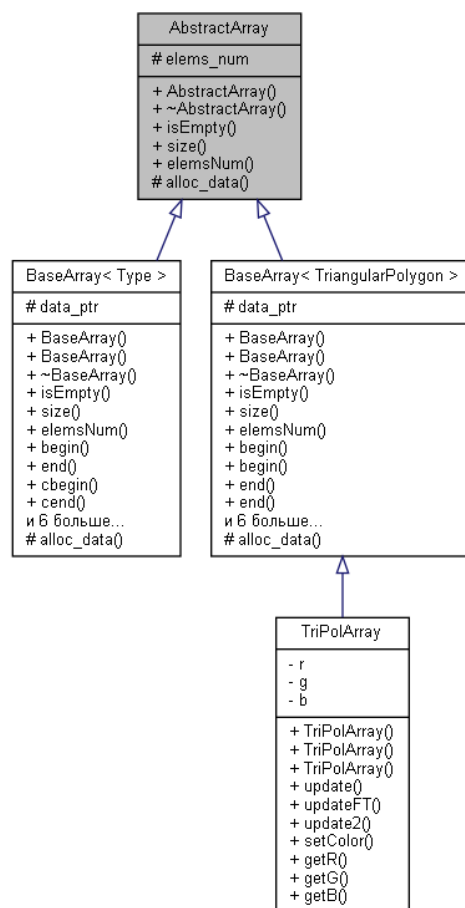 AbstractArray
# elems_num
+ AbstractArray()
+ ~AbstractArray()
+ isEmpty()
+ size()
+ elemsNum()
# alloc_data()
BaseArray< Type >
# data_ptr
+ BaseArray()
+ BaseArray()
+ ~BaseArray()
+ isEmpty()
+ size()
+ elemsNum()
+ begin()
+ end()
+ cbegin()
+ cend()
и 6 больше...
# alloc_data()
BaseArray< TriangularPolygon >
# data_ptr
+ BaseArray()
+ BaseArray()
+ ~BaseArray()
+ isEmpty()
+ size()
+ elemsNum()
+ begin()
+ begin()
+ end()
+ end()
и 6 больше...
# alloc_data()
TriPolArray
- r
- g
- b
+ TriPolArray()
+ TriPolArray()
+ TriPolArray()
+ update()
+ updateFT()
+ update2()
+ setColor()
+ getR()
+ getG()
+ getB()